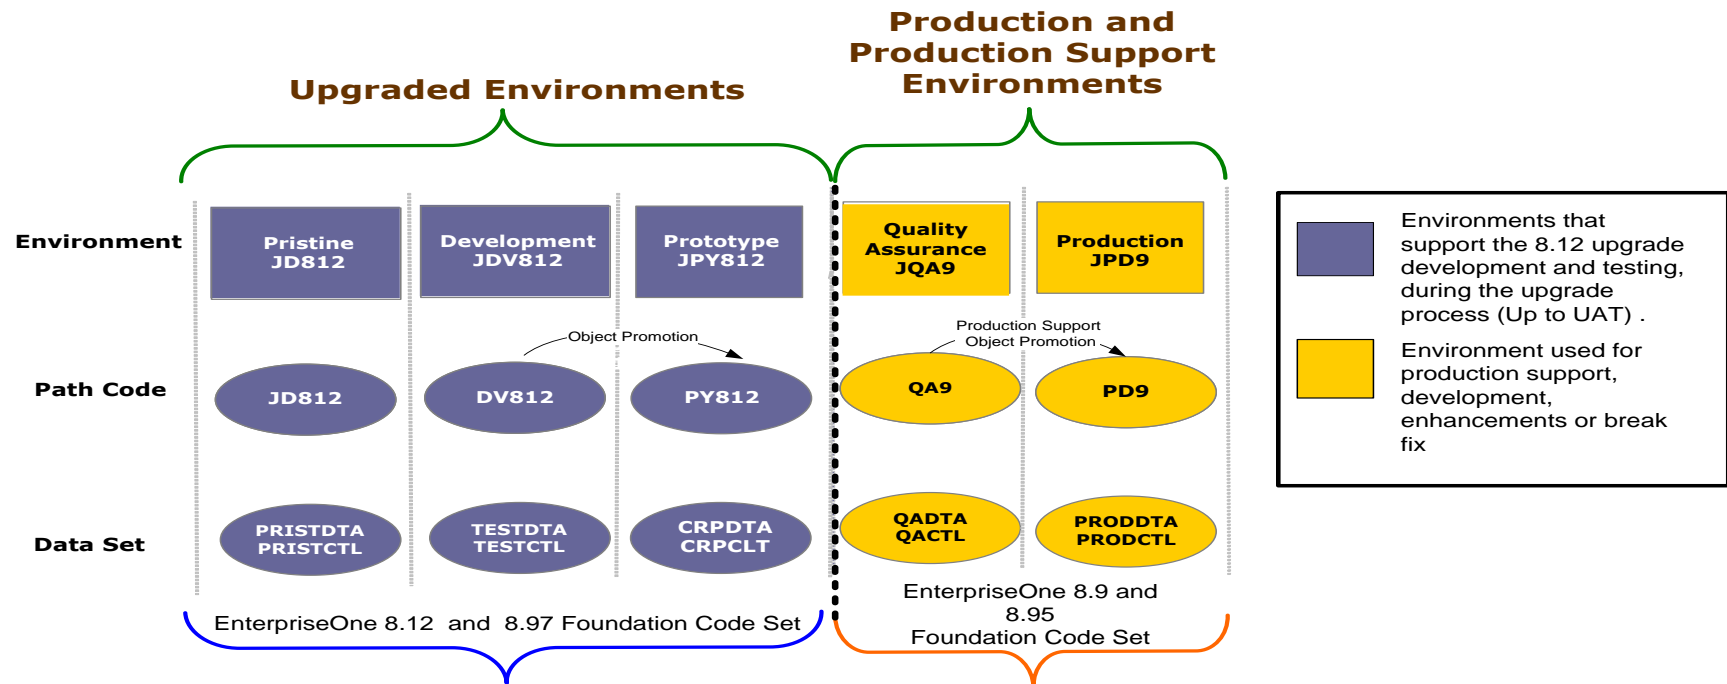 Production and
Production Support
Environments
Upgraded Environments
Environment
Pristine
JD812
Development
JDV812
Prototype
JPY812
Quality
Assurance
JQA9
Production
JPD9
Object Promotion
Production Support
Object Promotion
Path Code
JD812
DV812
PY812
QA9
PD9
Data Set
PRISTDTA
PRISTCTL
TESTDTA
TESTCTL
CRPDTA
CRPCLT
QADTA
QACTL
PRODDTA
PRODCTL
EnterpriseOne 8.12 and 8.97 Foundation Code Set
EnterpriseOne 8.9 and
8.95
Foundation Code Set
Environments that
support the 8.12 upgrade
development and testing,
during the upgrade
process (Up to UAT) .
Environment used for
production support,
development,
enhancements or break
fix